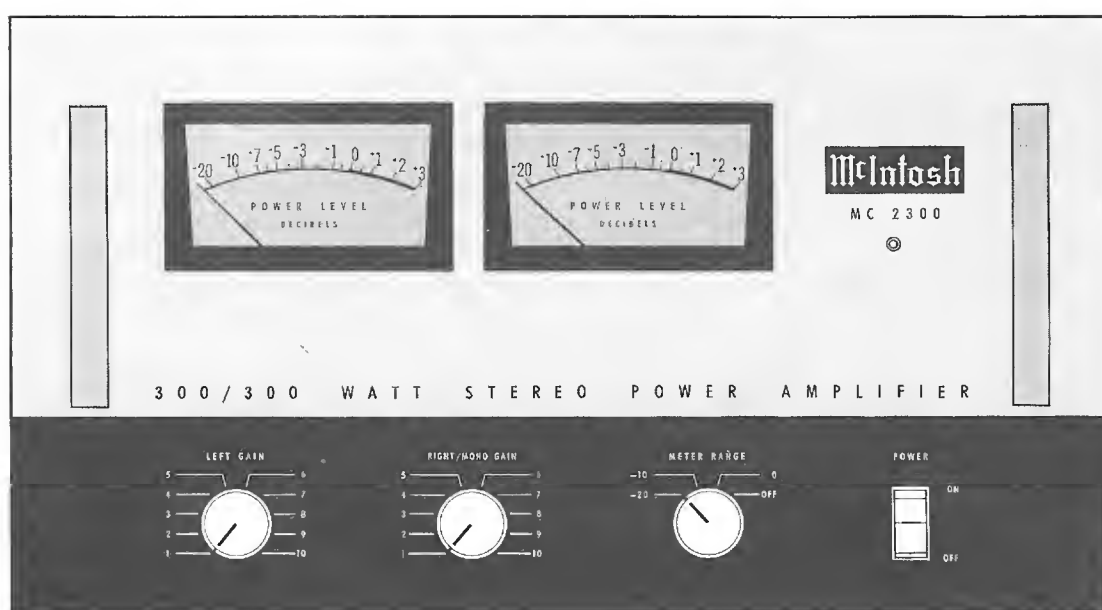 -20 -10 -7 -5 -3 -1 0 +1 +2 +3
POWER LEVEL
DECIBELS
-20 -10 -7 -5 -3 -1 0 +1 +2 +3
POWER LEVEL
DECIBELS
McIntosh
MC 2300
300/300 WATT STEREO POWER AMPLIFIER
LEFT GAIN
5 6
4 7
3 8
2 9
1 10
RIGHT/MONO GAIN
5 6
4 7
3 8
2 9
1 10
METER RANGE
-10 0
-20 OFF
POWER
ON
OFF